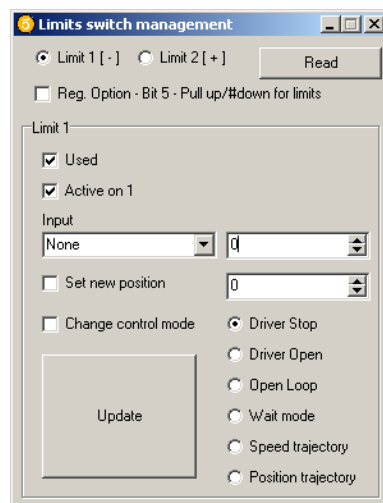 Limits switch management
Limit 1 [ - ] Limit 2 [ + ] Read
Reg. Option - Bit 5 - Pull up/#down for limits
Limit 1
Used
Active on 1
Input
None 0
Set new position 0
Change control mode Driver Stop
Driver Open
Open Loop
Update Wait mode
Speed trajectory
Position trajectory